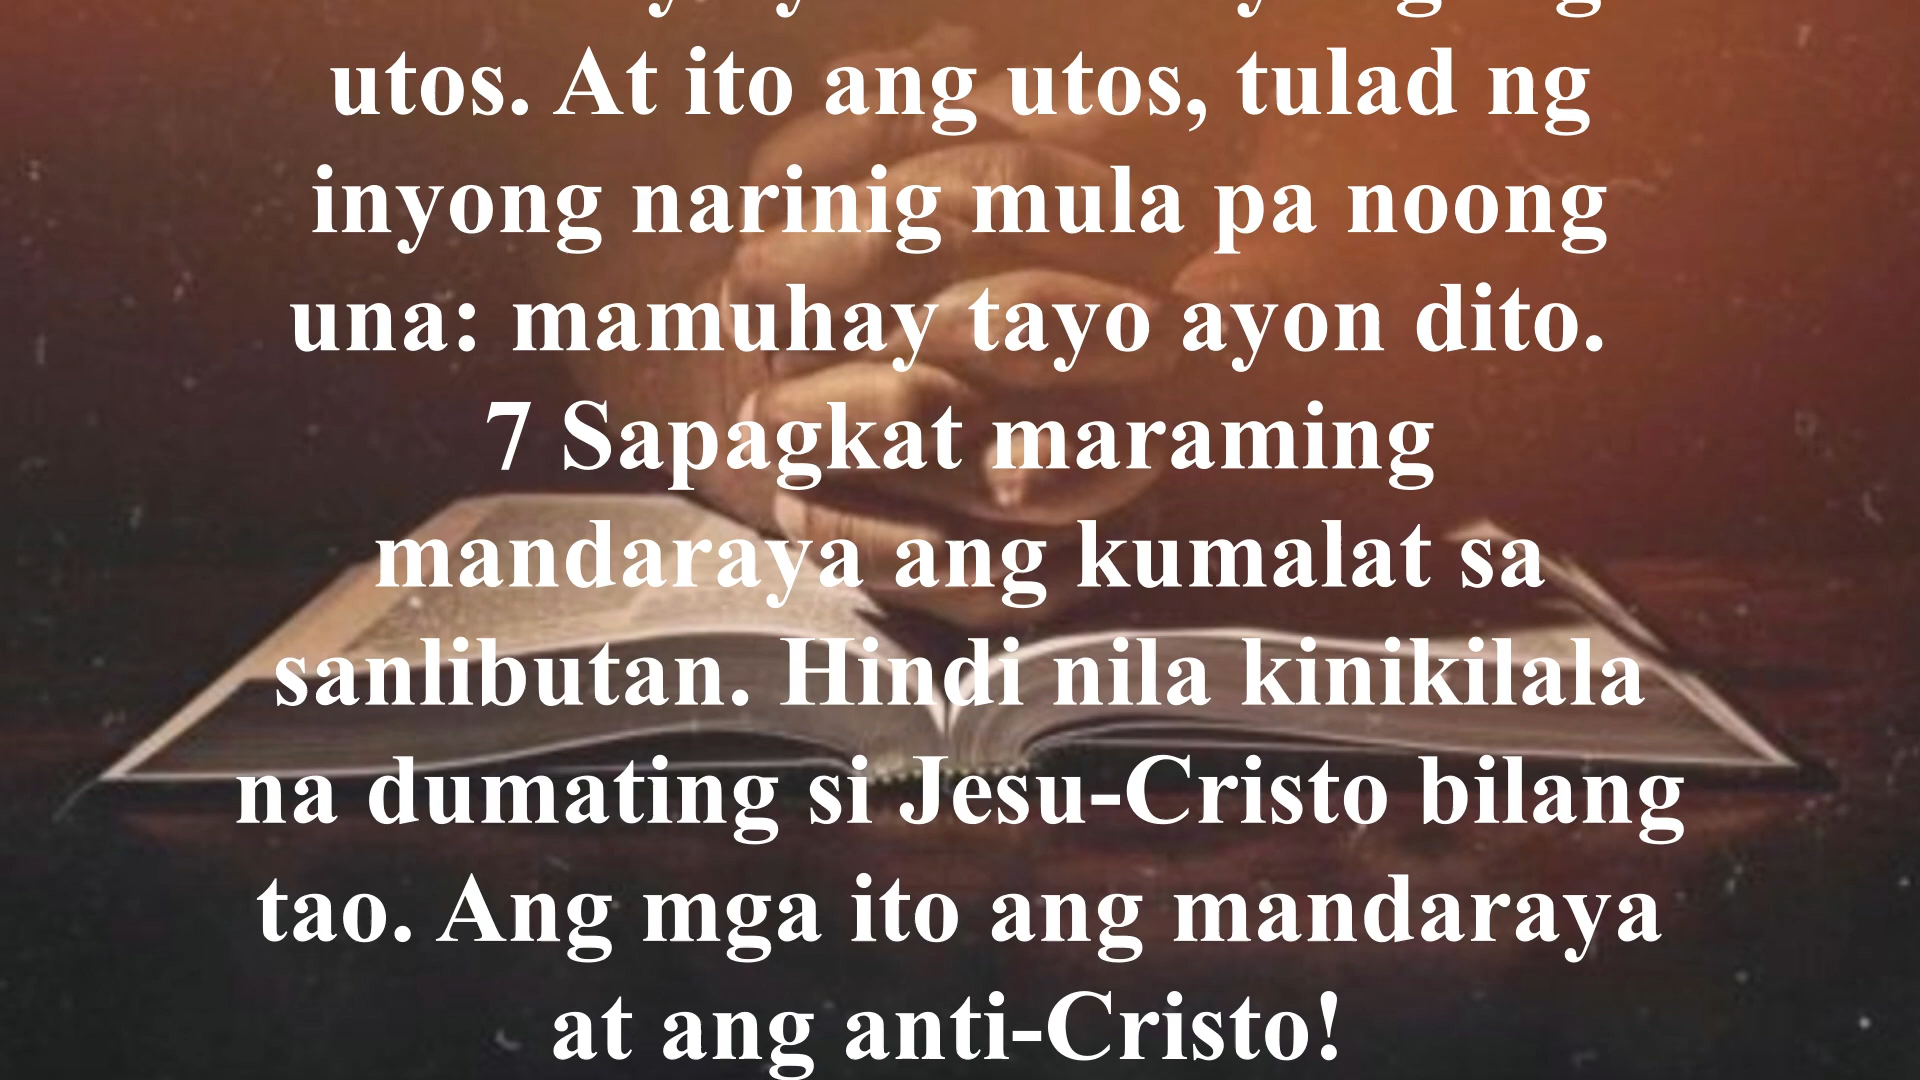 utos. At ito ang utos, tulad ng
inyong narinig mula pa noong
una: mamuhay tayo ayon dito.
7 Sapagkat maraming
mandaraya ang kumalat sa
sanlibutan. Hindi nila kinikilala
na dumating si Jesu-Cristo bilang
tao. Ang mga ito ang mandaraya
at ang anti-Cristo!